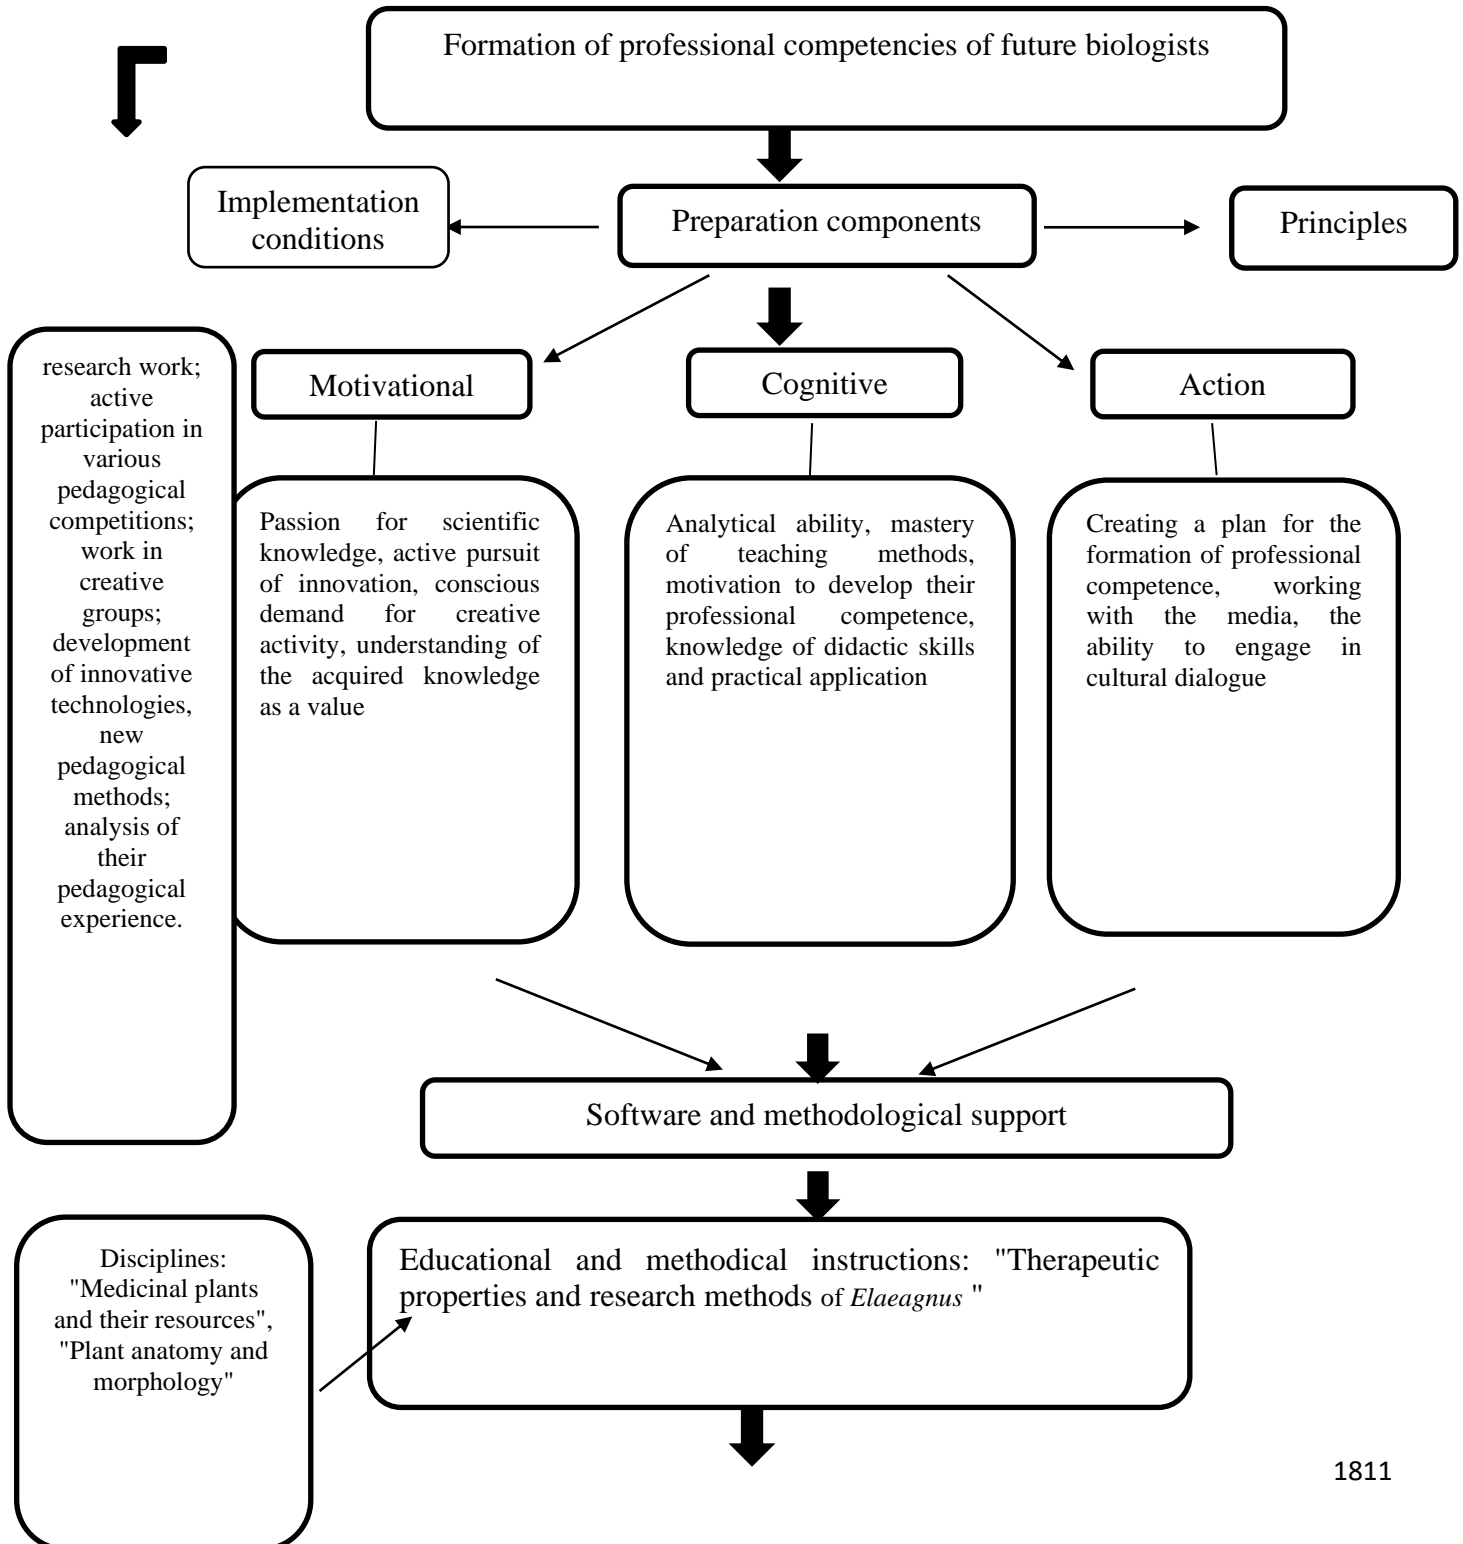 Formation of professional competencies of future biologists
Implementation
conditions
Preparation components
Principles
research work;
active
participation in
various
pedagogical
competitions;
work in
creative
groups;
development
of innovative
technologies,
new
pedagogical
methods;
analysis of
their
pedagogical
experience.
Motivational
Cognitive
Action
Passion for scientific
knowledge, active pursuit
of innovation, conscious
demand for creative
activity, understanding of
the acquired knowledge
as a value
Analytical ability, mastery
of teaching methods,
motivation to develop their
professional competence,
knowledge of didactic skills
and practical application
Creating a plan for the
formation of professional
competence, working
with the media, the
ability to engage in
cultural dialogue
Software and methodological support
Disciplines:
"Medicinal plants
and their resources",
"Plant anatomy and
morphology"
Educational and methodical instructions: "Therapeutic
properties and research methods of Elaeagnus "
1811